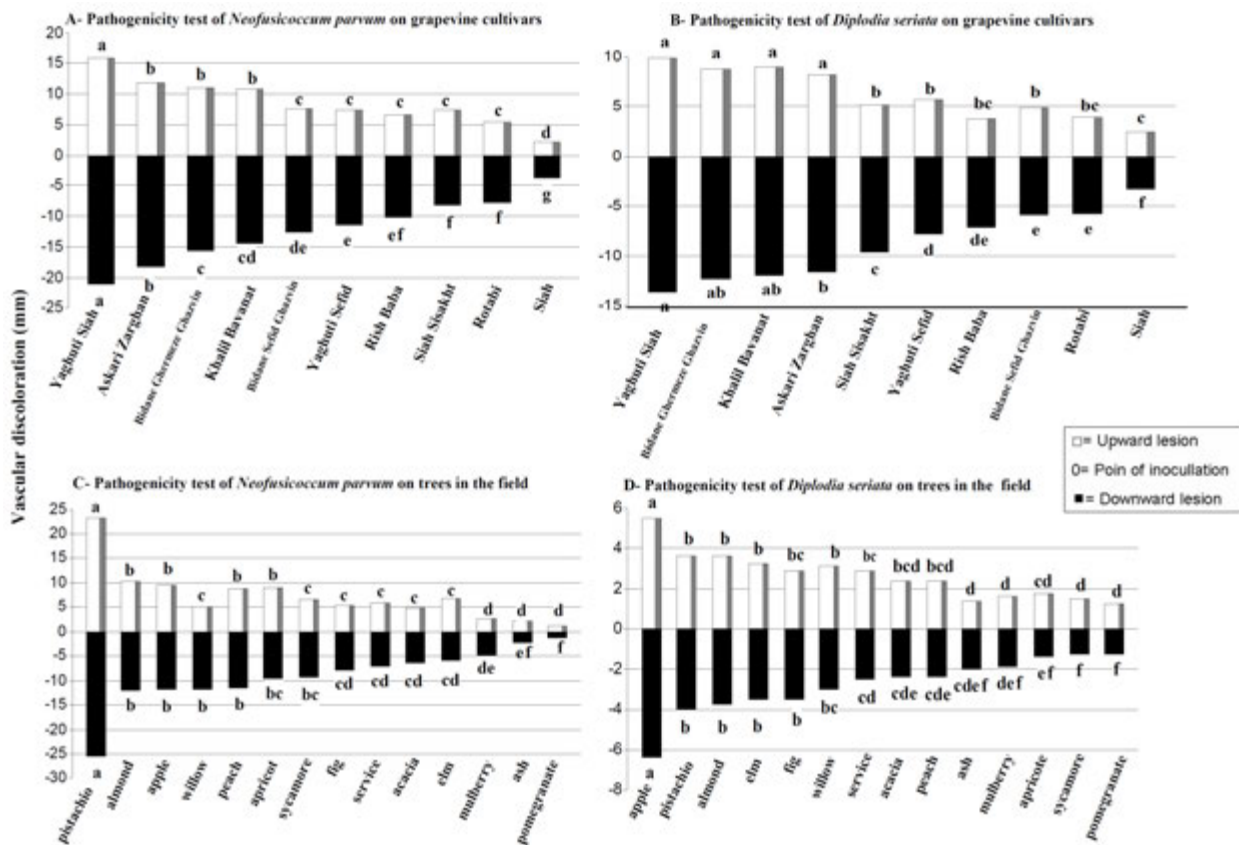 A- Pathogenicity test of Neofusicoccum parvum on grapevine cultivars
20
15
10
5
0
-5
-10
-15
-20
-25
a b b b c c c c c d
a b c cd de e ef f f g
Yaghuti Siah
Askari Zarghan
Bidane Ghermeze Ghazvin
Khalil Bavanat
Bidane Sefid Ghazvin
Yaghuti Sefid
Rish Baba
Siah Sisakht
Rotabi
Siah
B- Pathogenicity test of Diplodia seriata on grapevine cultivars
10
5
0
-5
-10
-15
a a a a b b bc b bc c
a ab ab b c d de e e f
Yaghuti Siah
Bidane Ghermeze Ghazvin
Khalil Bavanat
Askari Zarghan
Siah Sisakht
Yaghuti Sefid
Rish Baba
Bidane Sefid Ghazvin
Rotabi
Siah
Vascular discoloration (mm)
= Upward lesion
0= Poin of inocullation
= Downward lesion
C- Pathogenicity test of Neofusicoccum parvum on trees in the field
25
20
15
10
5
0
-5
-10
-15
-20
-25
-30
a b b c b b c c c c c d d d
a b b b b bc bc cd cd cd cd de ef f
pistachio
almond
apple
willow
peach
apricot
sycamore
fig
service
acacia
elm
mulberry
ash
pomegranate
D- Pathogenicity test of Diplodia seriata on trees in the field
6
4
2
0
-2
-4
-6
-8
a b b b bc b bc bcd bcd d d cd d d
a b b b b bc cd cde cde cdef def ef f f
apple
pistachio
almond
elm
fig
willow
service
acacia
peach
ash
mulberry
apricote
sycamore
pomegranate